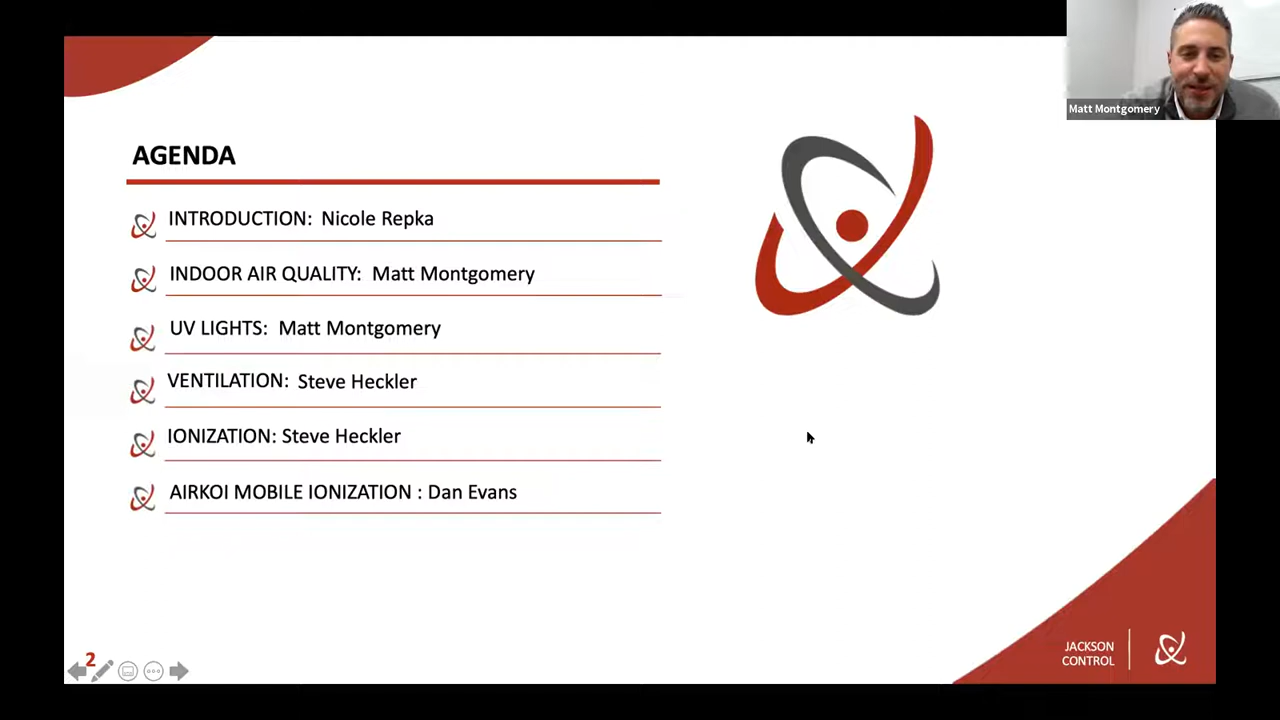 Matt Montgomery
AGENDA
INTRODUCTION: Nicole Repka
INDOOR AIR QUALITY: Matt Montgomery
UV LIGHTS: Matt Montgomery
VENTILATION: Steve Heckler
IONIZATION: Steve Heckler
AIRKOI MOBILE IONIZATION : Dan Evans
2
JACKSON
CONTROL